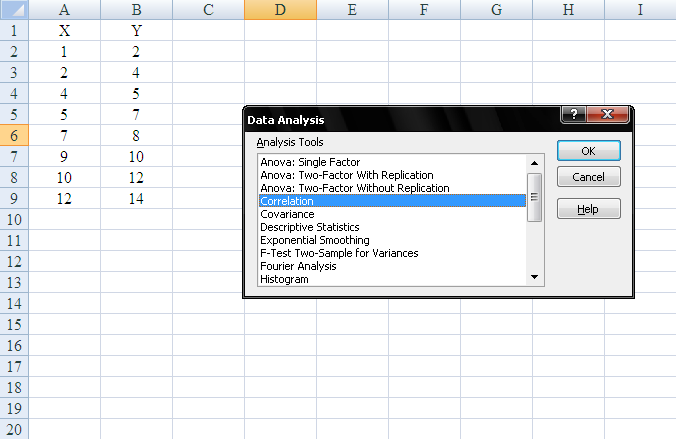 A B C D E F G H I
1 X Y
2 1 2
3 2 4
4 4 5
5 5 7
6 7 8
7 9 10
8 10 12
9 12 14
10
11
12
13
14
15
16
17
18
19
20
Data Analysis
?
Analysis Tools
Anova: Single Factor
Anova: Two-Factor With Replication
Anova: Two-Factor Without Replication
Correlation
Covariance
Descriptive Statistics
Exponential Smoothing
F-Test Two-Sample for Variances
Fourier Analysis
Histogram
OK
Cancel
Help